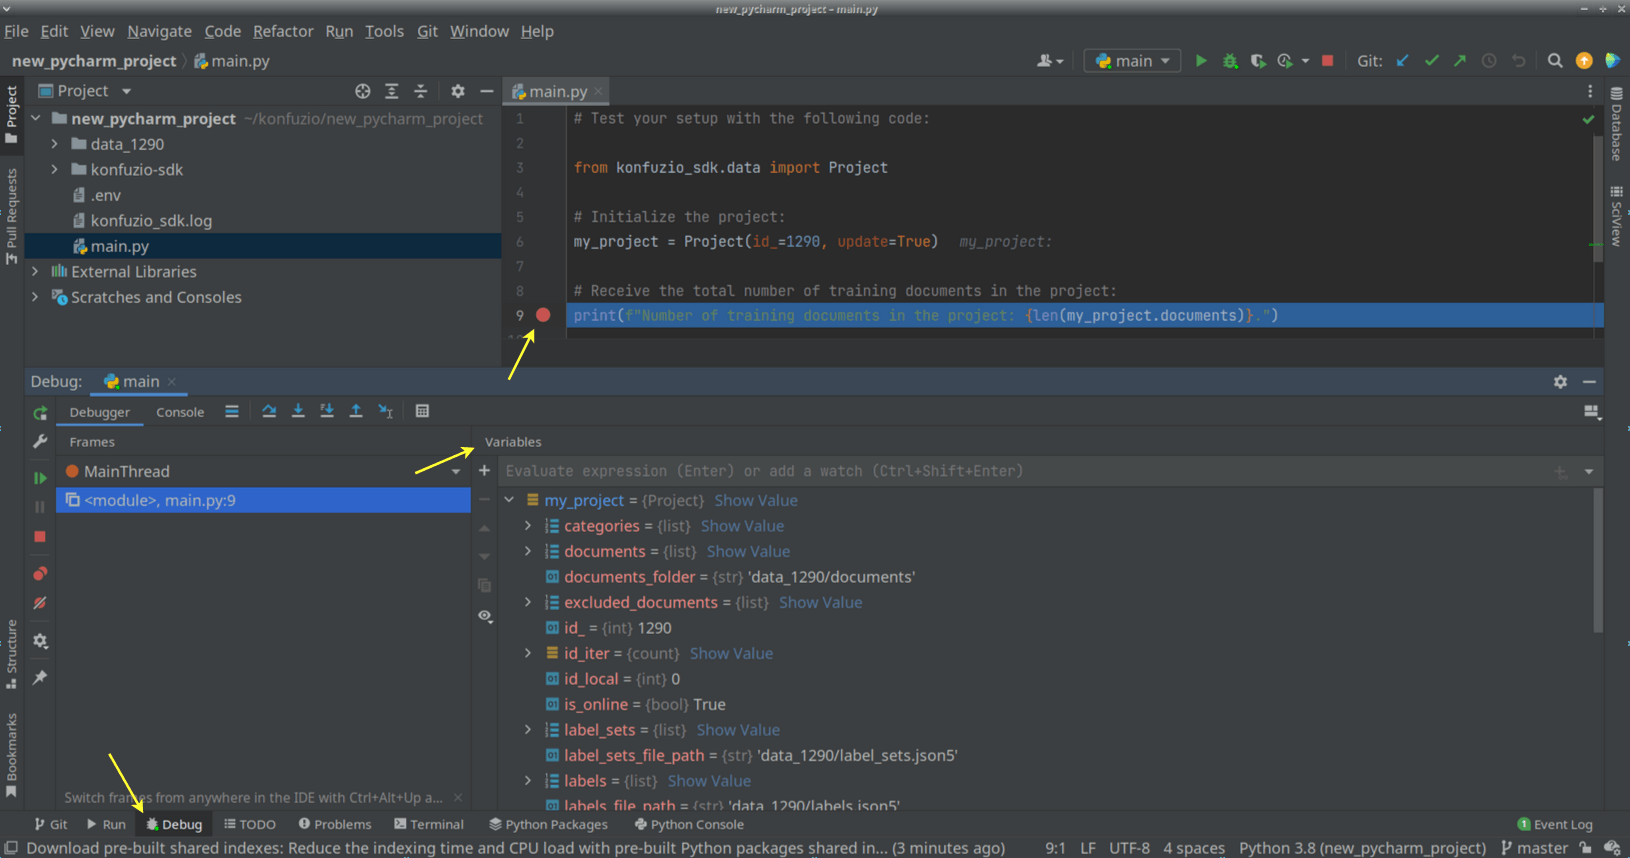 new_pycharm_project – main.py
File Edit View Navigate Code Refactor Run Tools Git Window Help
new_pycharm_project main.py
main
Git:
Project
Pull Requests
Structure
Bookmarks
Project
new_pycharm_project ~/konfuzio/new_pycharm_project
data_1290
konfuzio-sdk
.env
konfuzio_sdk.log
main.py
External Libraries
Scratches and Consoles
main.py
1 # Test your setup with the following code:
2
3 from konfuzio_sdk.data import Project
4
5 # Initialize the project:
6 my_project = Project(id_=1290, update=True) my_project:
7
8 # Receive the total number of training documents in the project:
9 print(f"Number of training documents in the project: {len(my_project.documents)}.")
Database
SciView
Debug: main
Debugger Console
Frames
MainThread
<module>, main.py:9
Switch frames from anywhere in the IDE with Ctrl+Alt+Up a...
Variables
Evaluate expression (Enter) or add a watch (Ctrl+Shift+Enter)
my_project = {Project} Show Value
categories = {list} Show Value
documents = {list} Show Value
documents_folder = {str} 'data_1290/documents'
excluded_documents = {list} Show Value
id_ = {int} 1290
id_iter = {count} Show Value
id_local = {int} 0
is_online = {bool} True
label_sets = {list} Show Value
label_sets_file_path = {str} 'data_1290/label_sets.json5'
labels = {list} Show Value
labels_file_path = {str} 'data_1290/labels.json5'
Git Run Debug TODO Problems Terminal Python Packages Python Console 1 Event Log
Download pre-built shared indexes: Reduce the indexing time and CPU load with pre-built Python packages shared in... (3 minutes ago) 9:1 LF UTF-8 4 spaces Python 3.8 (new_pycharm_project) master